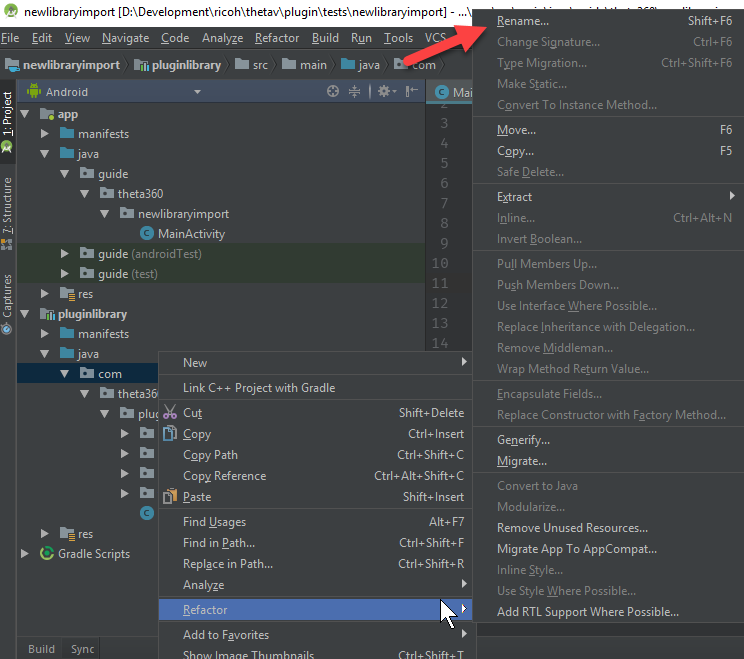 newlibraryimport [D:\Development\ricoh\thetav\plugin\tests\newlibraryimport] - ...\
File Edit View Navigate Code Analyze Refactor Build Run Tools VCS
newlibraryimport pluginlibrary src main java com
1: Project
7: Structure
Captures
Android
app
manifests
java
guide
theta360
newlibraryimport
MainActivity
guide (androidTest)
guide (test)
res
pluginlibrary
manifests
java
com
theta360
res
Gradle Scripts
Build Sync
Mai
2
3
4
5
6
7
8
9
10
11
12
13
14
New
Link C++ Project with Gradle
Cut Shift+Delete
Copy Ctrl+Insert
Copy Path Ctrl+Shift+C
Copy Reference Ctrl+Alt+Shift+C
Paste Shift+Insert
Find Usages Alt+F7
Find in Path... Ctrl+Shift+F
Replace in Path... Ctrl+Shift+R
Analyze
Refactor
Add to Favorites
Show Image Thumbnails Ctrl+Shift+T
Rename... Shift+F6
Change Signature... Ctrl+F6
Type Migration... Ctrl+Shift+F6
Make Static...
Convert To Instance Method...
Move... F6
Copy... F5
Safe Delete...
Extract
Inline... Ctrl+Alt+N
Invert Boolean...
Pull Members Up...
Push Members Down...
Use Interface Where Possible...
Replace Inheritance with Delegation...
Remove Middleman...
Wrap Method Return Value...
Encapsulate Fields...
Replace Constructor with Factory Method...
Generify...
Migrate...
Convert to Java
Modularize...
Remove Unused Resources...
Migrate App To AppCompat...
Inline Style...
Use Style Where Possible...
Add RTL Support Where Possible...